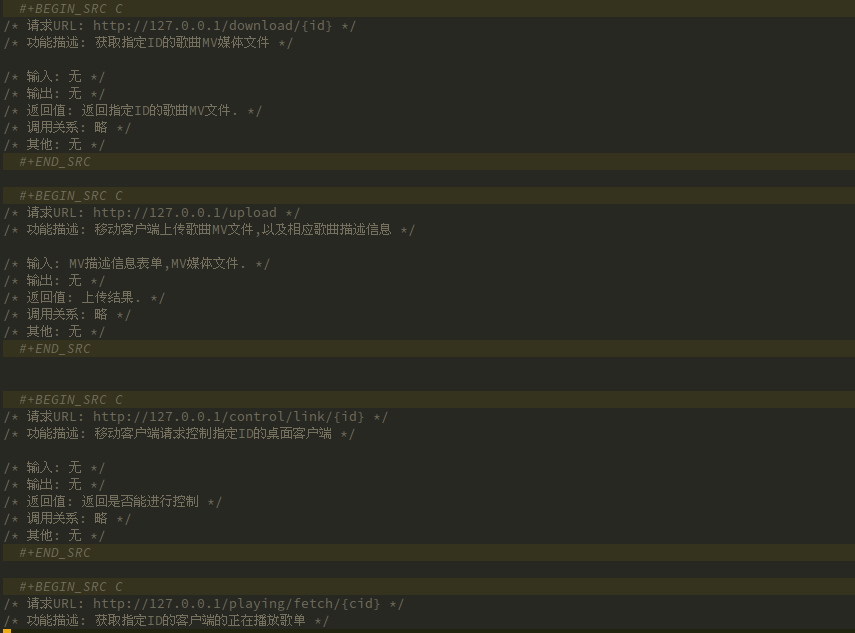 #+BEGIN_SRC C
/* 请求URL: http://127.0.0.1/download/{id} */
/* 功能描述: 获取指定ID的歌曲MV媒体文件 */
/* 输入: 无 */
/* 输出: 无 */
/* 返回值: 返回指定ID的歌曲MV文件. */
/* 调用关系: 略 */
/* 其他: 无 */
#+END_SRC
#+BEGIN_SRC C
/* 请求URL: http://127.0.0.1/upload */
/* 功能描述: 移动客户端上传歌曲MV文件,以及相应歌曲描述信息 */
/* 输入: MV描述信息表单,MV媒体文件. */
/* 输出: 无 */
/* 返回值: 上传结果. */
/* 调用关系: 略 */
/* 其他: 无 */
#+END_SRC
#+BEGIN_SRC C
/* 请求URL: http://127.0.0.1/control/link/{id} */
/* 功能描述: 移动客户端请求控制指定ID的桌面客户端 */
/* 输入: 无 */
/* 输出: 无 */
/* 返回值: 返回是否能进行控制 */
/* 调用关系: 略 */
/* 其他: 无 */
#+END_SRC
#+BEGIN_SRC C
/* 请求URL: http://127.0.0.1/playing/fetch/{cid} */
/* 功能描述: 获取指定ID的客户端的正在播放歌单 */